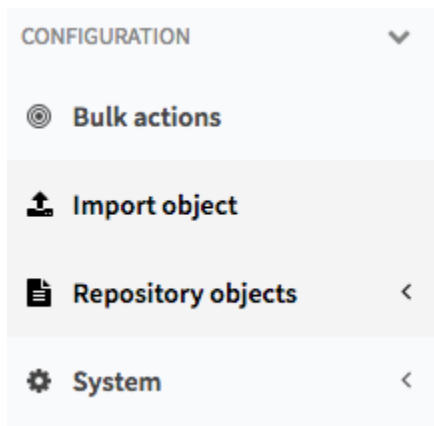 CONFIGURATION
Bulk actions
Import object
Repository objects
System